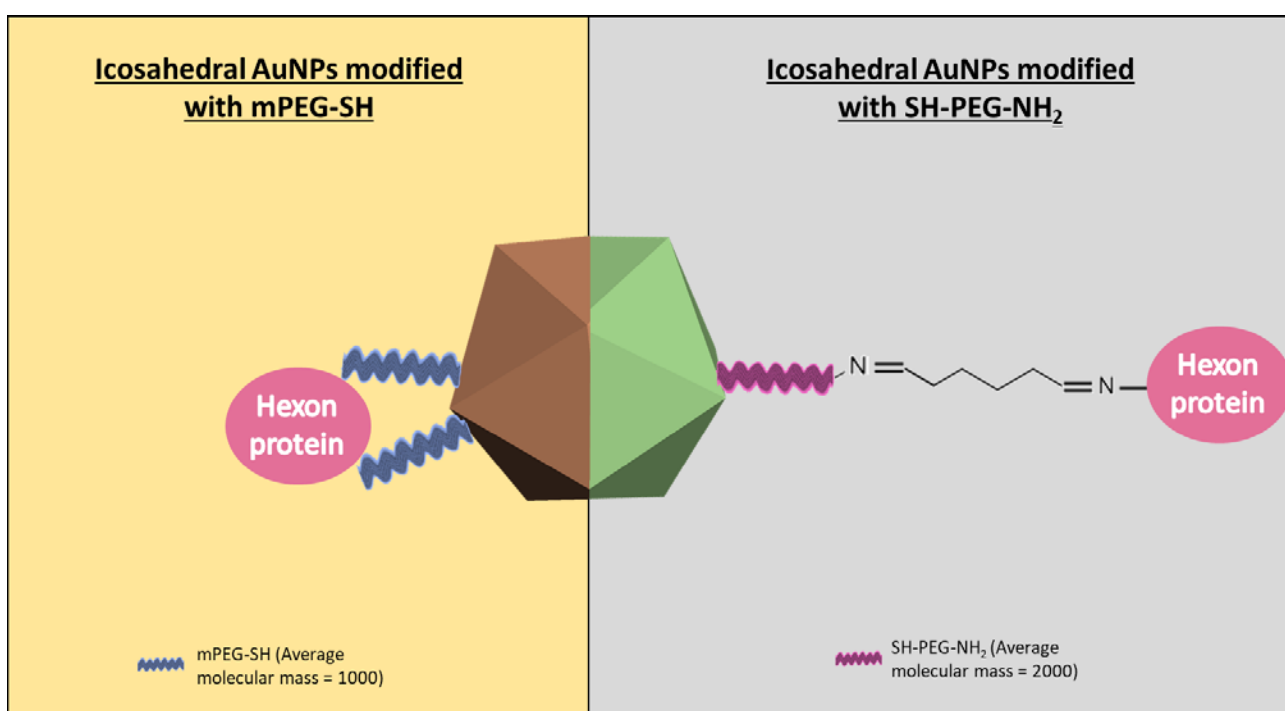 Icosahedral AuNPs modified
with mPEG-SH
Icosahedral AuNPs modified
with SH-PEG-NH₂
Hexon
protein
N
N
Hexon
protein
mPEG-SH (Average
molecular mass = 1000)
SH-PEG-NH₂ (Average
molecular mass = 2000)